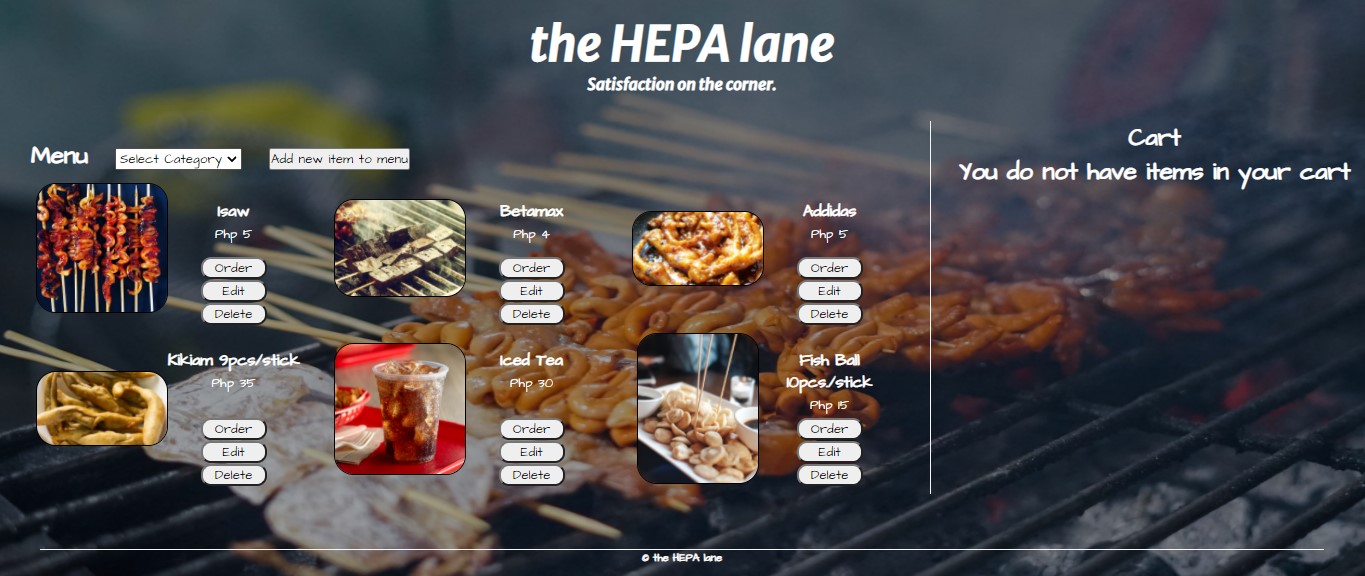 the HEPA lane
Satisfaction on the corner.
Menu
Select Category
Add new item to menu
Isaw
Php 5
Order
Edit
Delete
Betamax
Php 4
Order
Edit
Delete
Addidas
Php 5
Order
Edit
Delete
Kikiam 9pcs/stick
Php 35
Order
Edit
Delete
Iced Tea
Php 30
Order
Edit
Delete
Fish Ball
10pcs/stick
Php 15
Order
Edit
Delete
Cart
You do not have items in your cart
© the HEPA lane